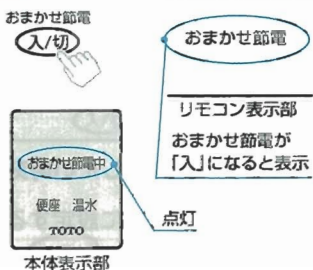 おまかせ節電
入/切
おまかせ節電
リモコン表示部
おまかせ節電が
「入」になると表示
おまかせ節電中
便座 温水
TOTO
点灯
本体表示部